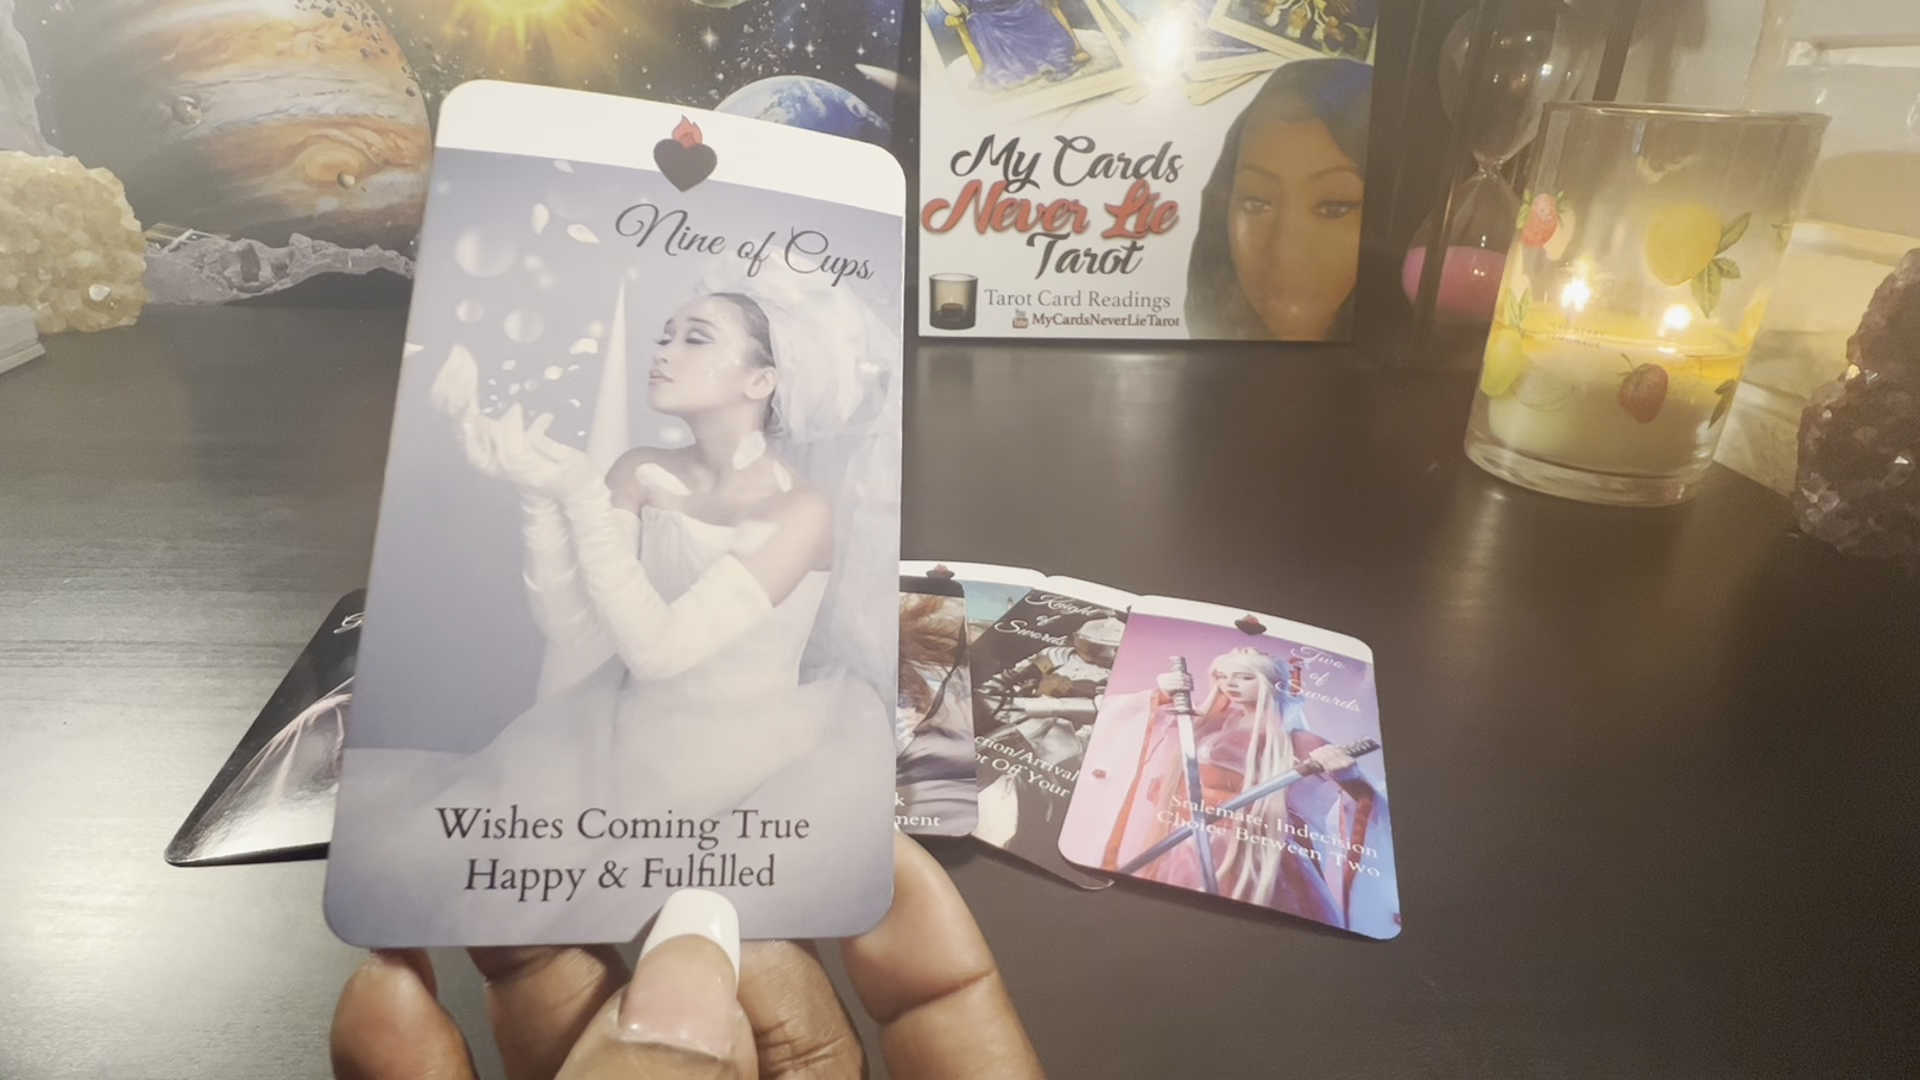 Nine of Cups
Wishes Coming True
Happy & Fulfilled
My Cards
Never Lie
Tarot
Tarot Card Readings
MyCardsNeverLieTarot
Knight
of
Swords
Two
of
Swords
Stalemate, Indecision
Choice Between Two